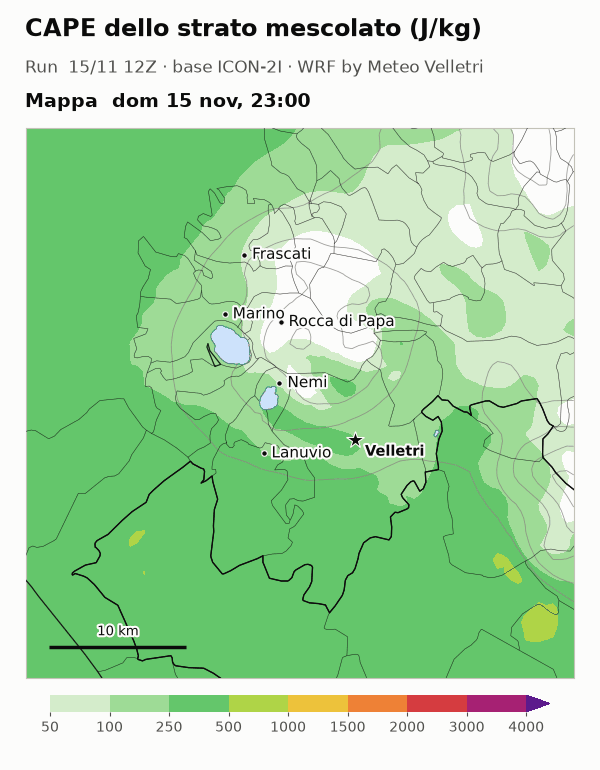 CAPE dello strato mescolato (J/kg)
Run  15/11 12Z · base ICON-2I · WRF by Meteo Velletri
Mappa  dom 15 nov, 23:00
Frascati
Marino
Rocca di Papa
Nemi
Velletri
Lanuvio
10 km
50 100 250 500 1000 1500 2000 3000 4000